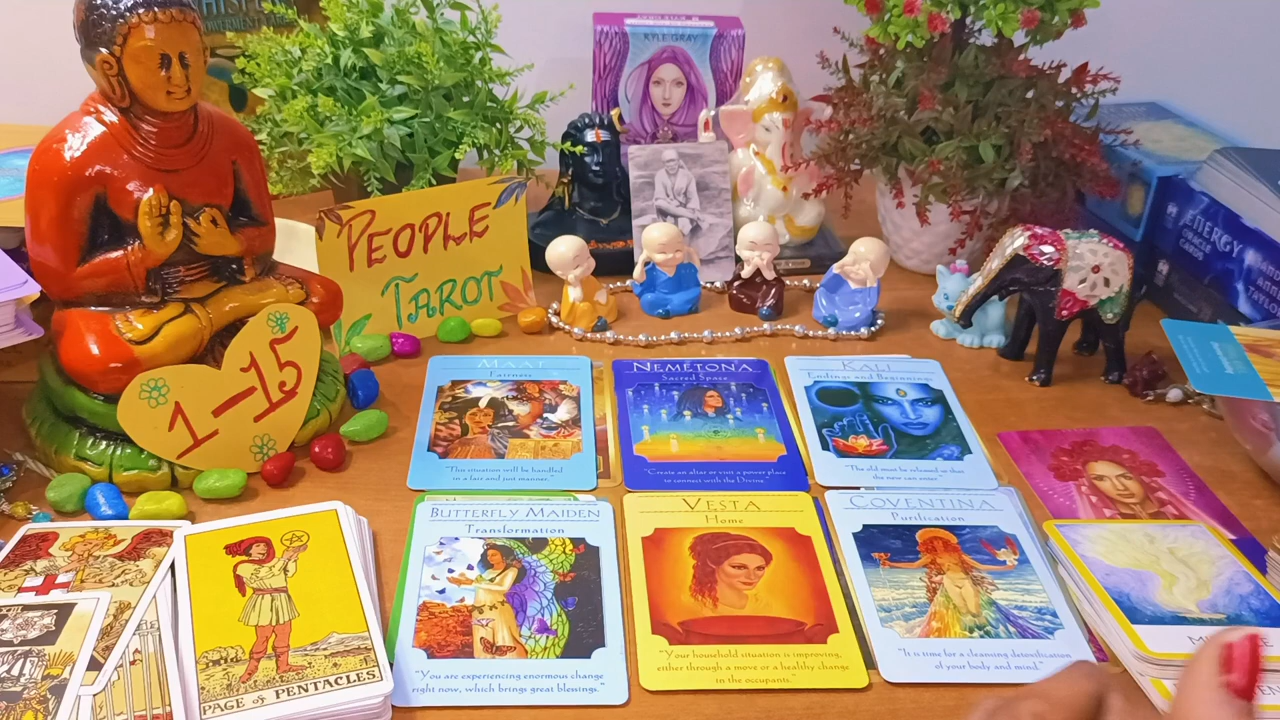 KYLE GRAY
PEOPLE
TAROT
1-15
ENERGY
ORACLE
CARDS
MAAT
Fairness
"This situation will be handled
in a fair and just manner."
NEMETONA
Sacred Space
"Create an altar or visit a power place
to connect with the Divine."
KALI
Endings and Beginnings
"The old must be released so that
the new can enter."
BUTTERFLY MAIDEN
Transformation
"You are experiencing enormous change
right now, which brings great blessings."
VESTA
Home
"Your household situation is improving,
either through a move or a healthy change
in the occupants."
COVENTINA
Purification
"It is time for a cleansing detoxification
of your body and mind."
XIII
PAGE of PENTACLES